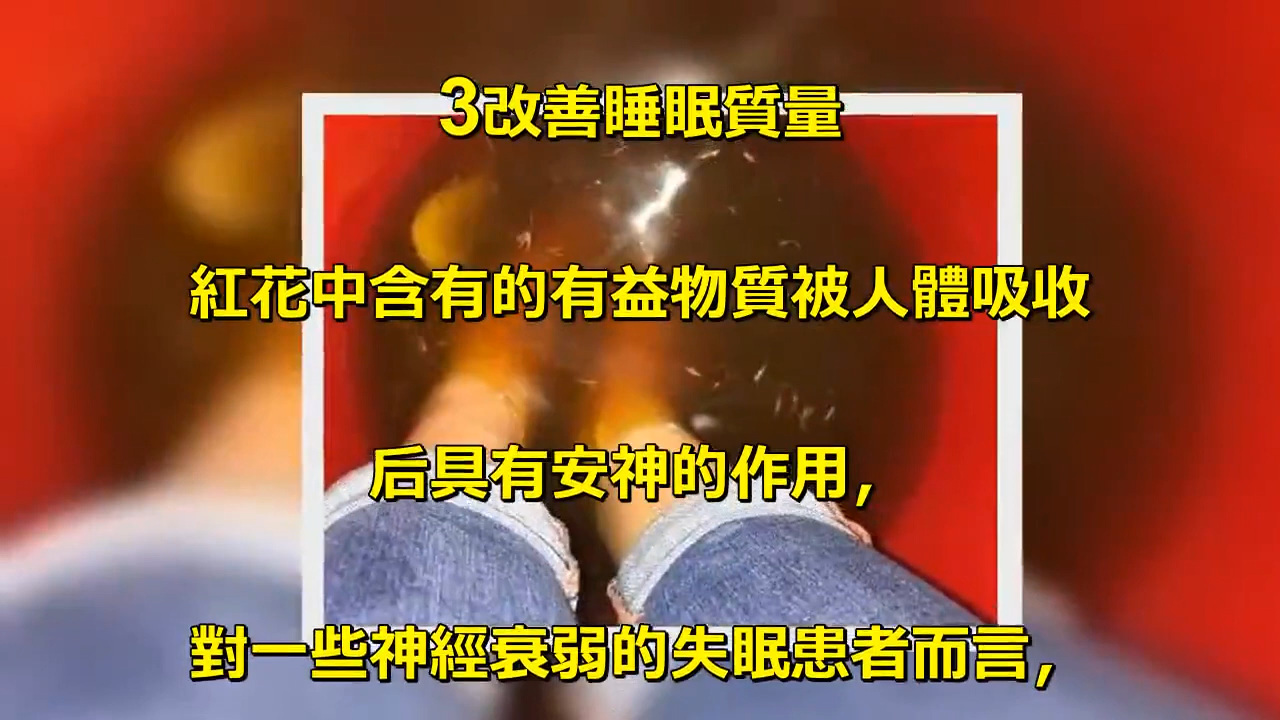 3改善睡眠質量
紅花中含有的有益物質被人體吸收
后具有安神的作用，
對一些神經衰弱的失眠患者而言，